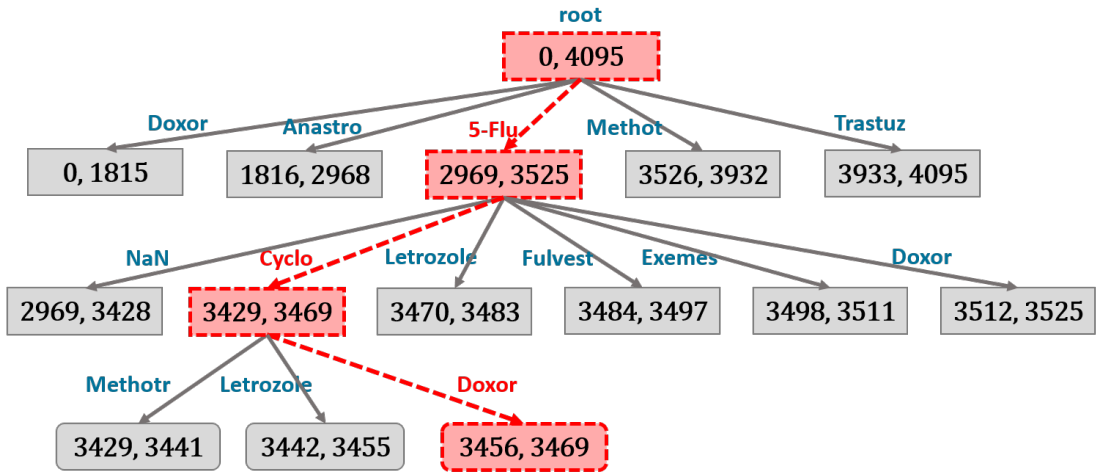 root
0, 4095
Doxor Anastro 5-Flu Methot Trastuz
0, 1815 1816, 2968 2969, 3525 3526, 3932 3933, 4095
NaN Cyclo Letrozole Fulvest Exemes Doxor
2969, 3428 3429, 3469 3470, 3483 3484, 3497 3498, 3511 3512, 3525
Methotr Letrozole Doxor
3429, 3441 3442, 3455 3456, 3469